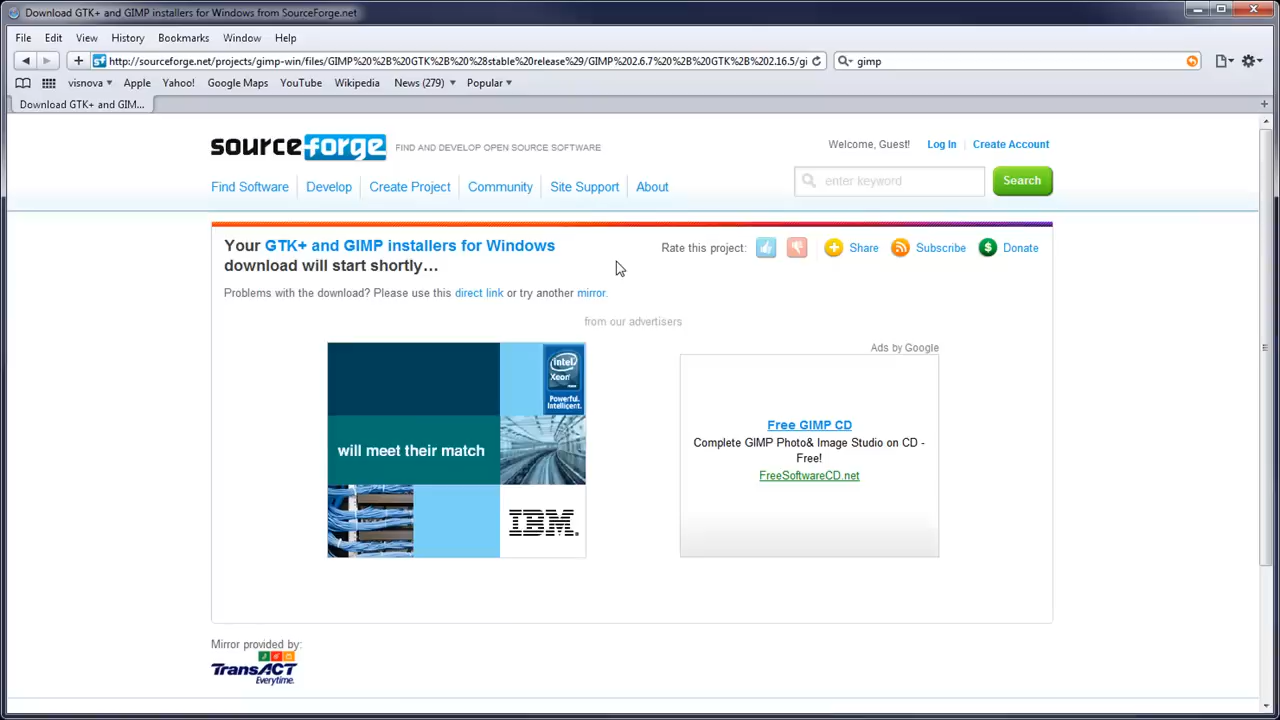 Download GTK+ and GIMP installers for Windows from SourceForge.net
File Edit View History Bookmarks Window Help
http://sourceforge.net/projects/gimp-win/files/GIMP%20%2B%20GTK%2B%20%28stable%20release%29/GIMP%202.6.7%20%2B%20GTK%2B%202.16.5/gi
gimp
visnova Apple Yahoo! Google Maps YouTube Wikipedia News (279) Popular
Download GTK+ and GIM...
sourceforge FIND AND DEVELOP OPEN SOURCE SOFTWARE
Welcome, Guest! Log In Create Account
Find Software Develop Create Project Community Site Support About
enter keyword Search
Your GTK+ and GIMP installers for Windows
download will start shortly…
Rate this project: Share Subscribe Donate
Problems with the download? Please use this direct link or try another mirror.
from our advertisers
Ads by Google
intel
Xeon
Powerful.
Intelligent.
will meet their match
IBM.
Free GIMP CD
Complete GIMP Photo& Image Studio on CD -
Free!
FreeSoftwareCD.net
Mirror provided by:
TransACT
Everytime.